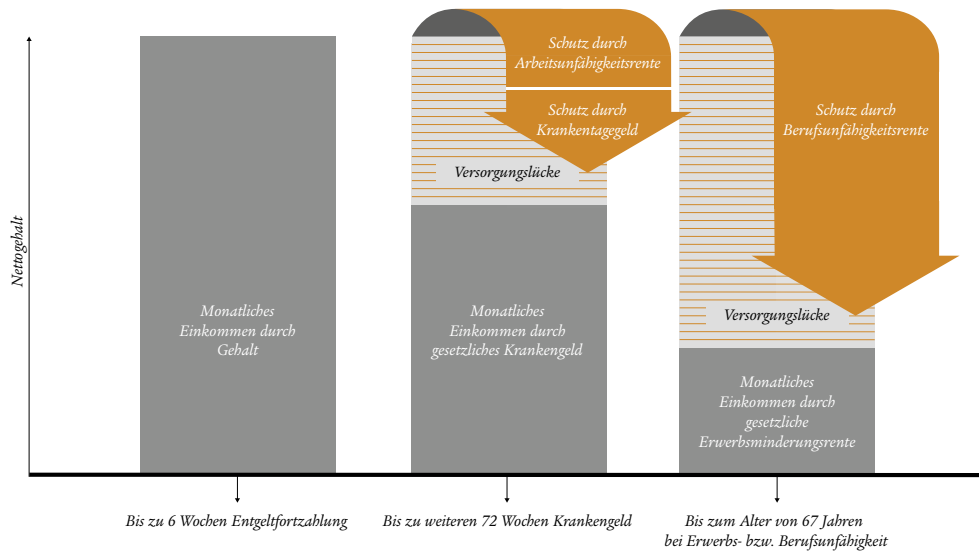 Nettogehalt
Monatliches
Einkommen durch
Gehalt
Schutz durch
Arbeitsunfähigkeitsrente
Schutz durch
Krankentagegeld
Versorgungslücke
Monatliches
Einkommen durch
gesetzliches Krankengeld
Schutz durch
Berufsunfähigkeitsrente
Versorgungslücke
Monatliches
Einkommen durch
gesetzliche
Erwerbsminderungsrente
Bis zu 6 Wochen Entgeltfortzahlung
Bis zu weiteren 72 Wochen Krankengeld
Bis zum Alter von 67 Jahren
bei Erwerbs- bzw. Berufsunfähigkeit